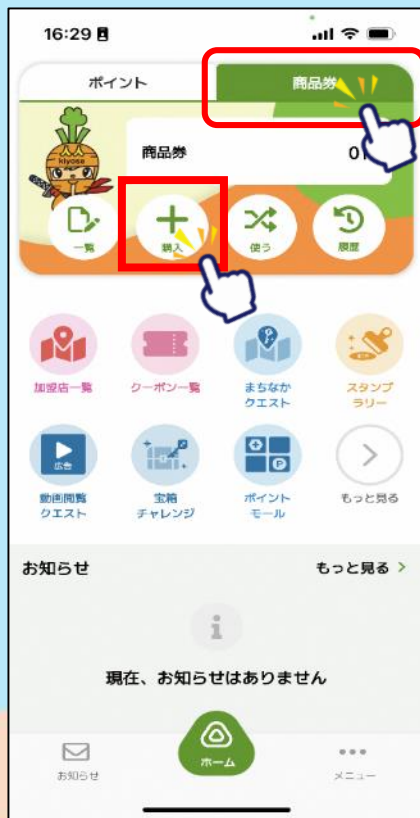 16:29
ポイント
商品券
kiyose
商品券
0
一覧
購入
使う
履歴
加盟店一覧
クーポン一覧
まちなか
クエスト
スタンプ
ラリー
広告
動画閲覧
クエスト
宝箱
チャレンジ
P
ポイント
モール
もっと見る
お知らせ
もっと見る
現在、お知らせはありません
お知らせ
ホーム
メニュー